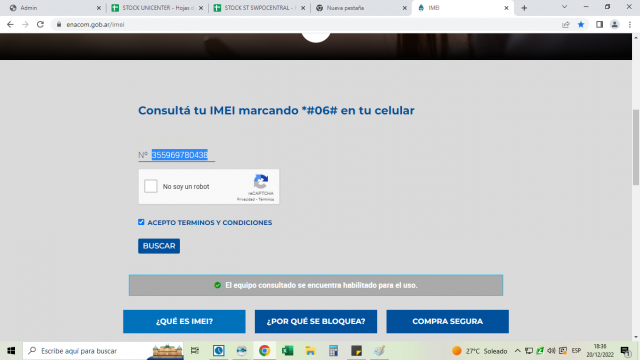 Admin
STOCK UNICENTER - Hojas d
STOCK ST SWPOCENTRAL - H
Nueva pestaña
IMEI
enacom.gob.ar/imei
Consultá tu IMEI marcando *#06# en tu celular
Nº 355969780438
No soy un robot
reCAPTCHA
Privacidad - Términos
ACEPTO TERMINOS Y CONDICIONES
BUSCAR
El equipo consultado se encuentra habilitado para el uso.
¿QUÉ ES IMEI?
¿POR QUÉ SE BLOQUEA?
COMPRA SEGURA
Escribe aquí para buscar
27°C Soleado
ESP
18:36
20/12/2022